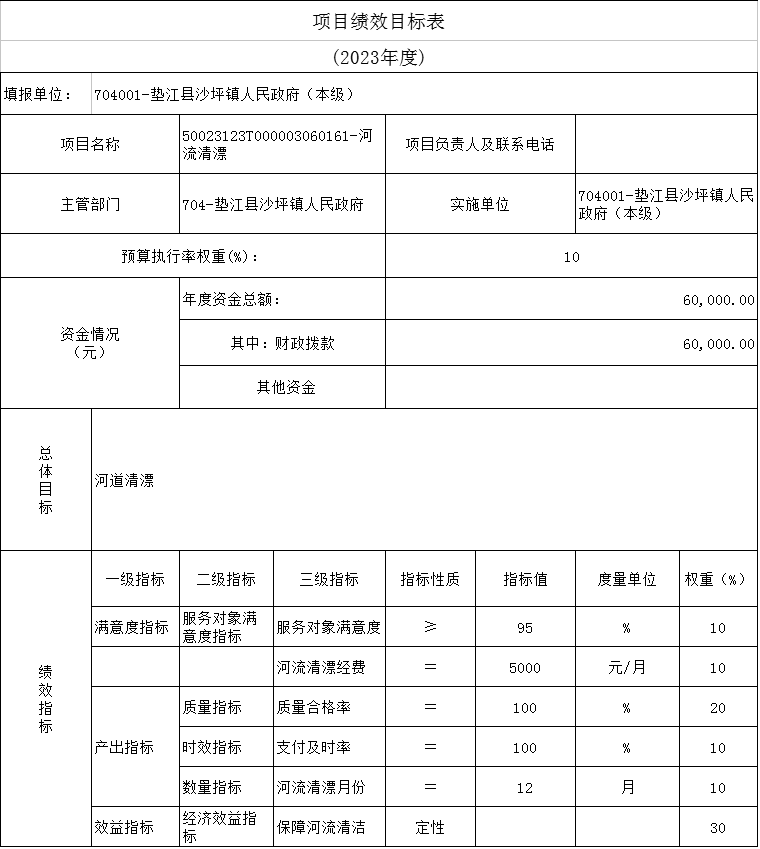 项目绩效目标表
(2023年度)
填报单位： 704001-垫江县沙坪镇人民政府（本级）
项目名称 50023123T000003060161-河流清漂 项目负责人及联系电话
主管部门 704-垫江县沙坪镇人民政府 实施单位 704001-垫江县沙坪镇人民政府（本级）
预算执行率权重(%)： 10
资金情况（元） 年度资金总额： 60,000.00
其中：财政拨款 60,000.00
其他资金
总体目标 河道清漂
绩效指标 一级指标 二级指标 三级指标 指标性质 指标值 度量单位 权重（%）
满意度指标 服务对象满意度指标 服务对象满意度 ≥ 95 % 10
河流清漂经费 ＝ 5000 元/月 10
产出指标 质量指标 质量合格率 ＝ 100 % 20
时效指标 支付及时率 ＝ 100 % 10
数量指标 河流清漂月份 ＝ 12 月 10
效益指标 经济效益指标 保障河流清洁 定性 30